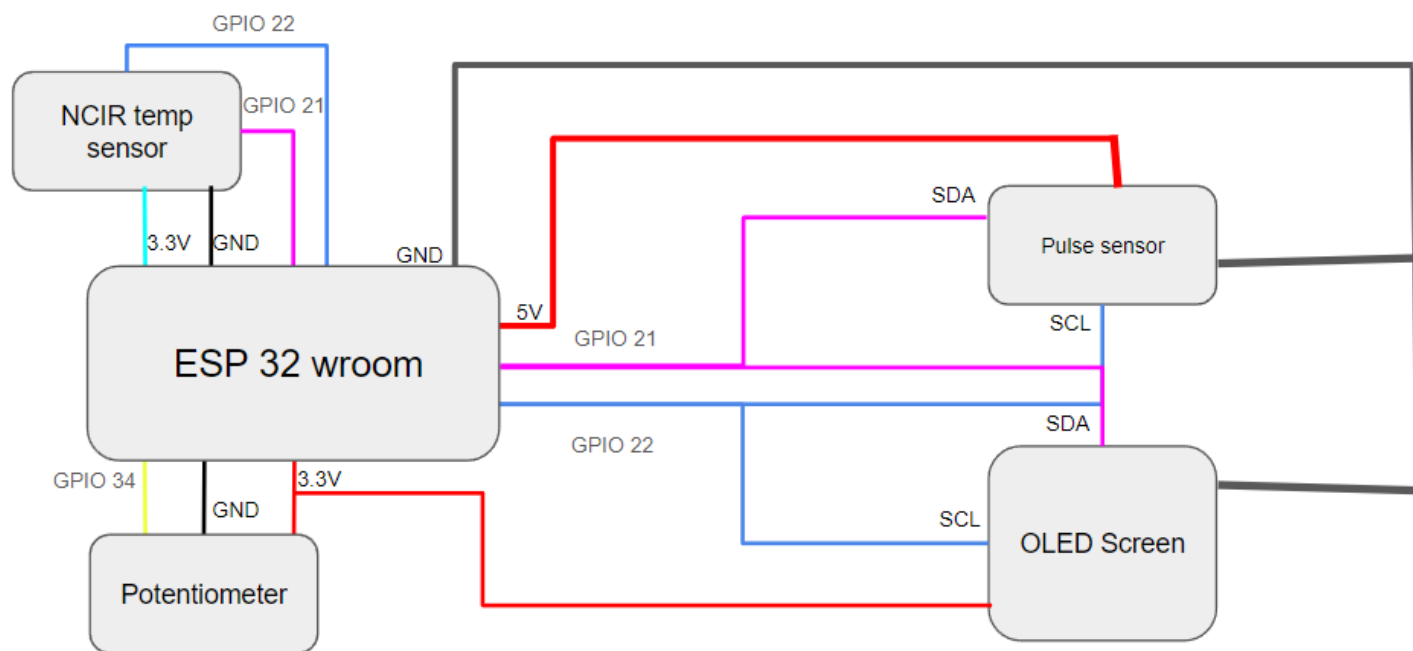 GPIO 22
NCIR temp
sensor
GPIO 21
3.3V
GND
GND
SDA
Pulse sensor
5V
SCL
GPIO 21
ESP 32 wroom
SDA
GPIO 22
GPIO 34
3.3V
GND
SCL
OLED Screen
Potentiometer